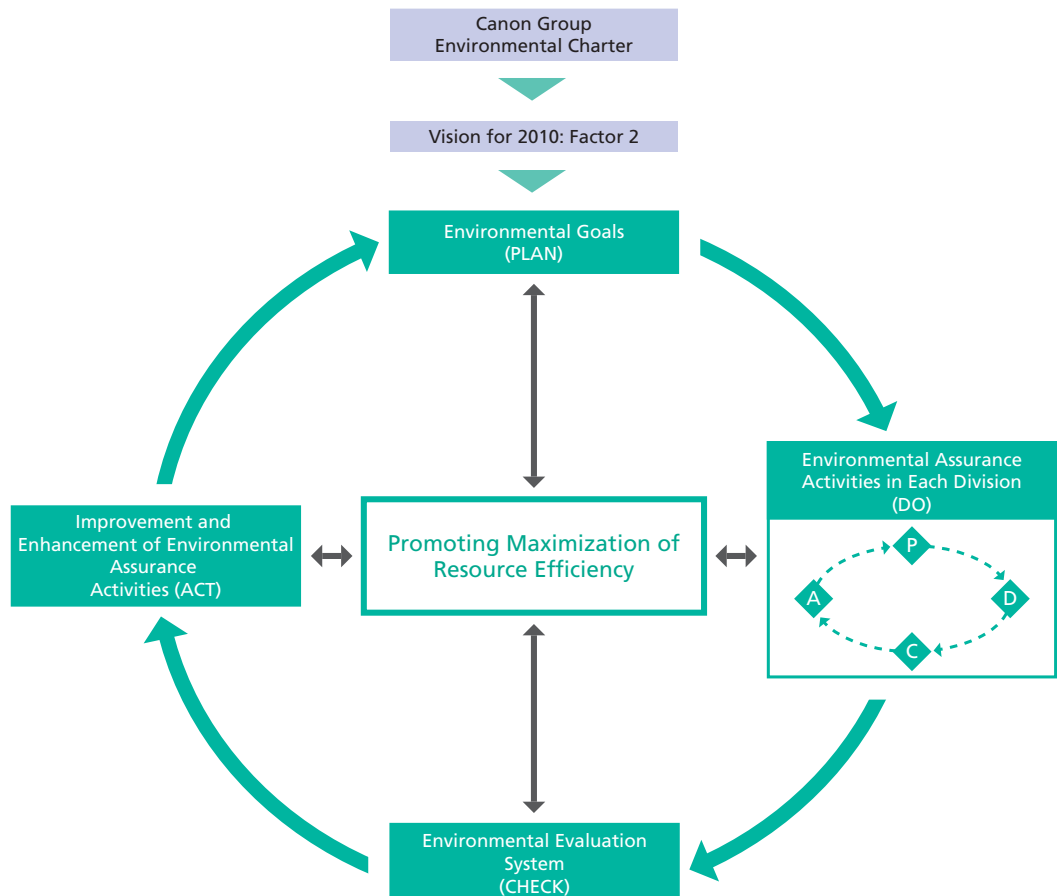 Canon Group
Environmental Charter
Vision for 2010: Factor 2
Environmental Goals
(PLAN)
Environmental Assurance
Activities in Each Division
(DO)
P
A
D
C
Improvement and
Enhancement of Environmental
Assurance
Activities (ACT)
Promoting Maximization of
Resource Efficiency
Environmental Evaluation
System
(CHECK)